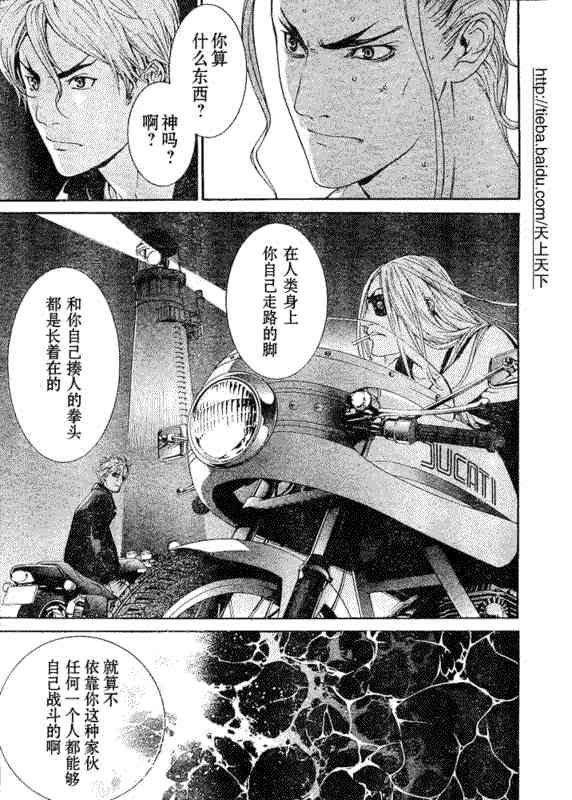 你算
什么东西？
神吗？
啊？
在人类身上
你自己走路的脚
和你自己揍人的拳头
都是长着在的
DUCATI
就算不
依靠你这种家伙
任何一个人都能够
自己战斗的啊
http://tieba.baidu.com/天上天下